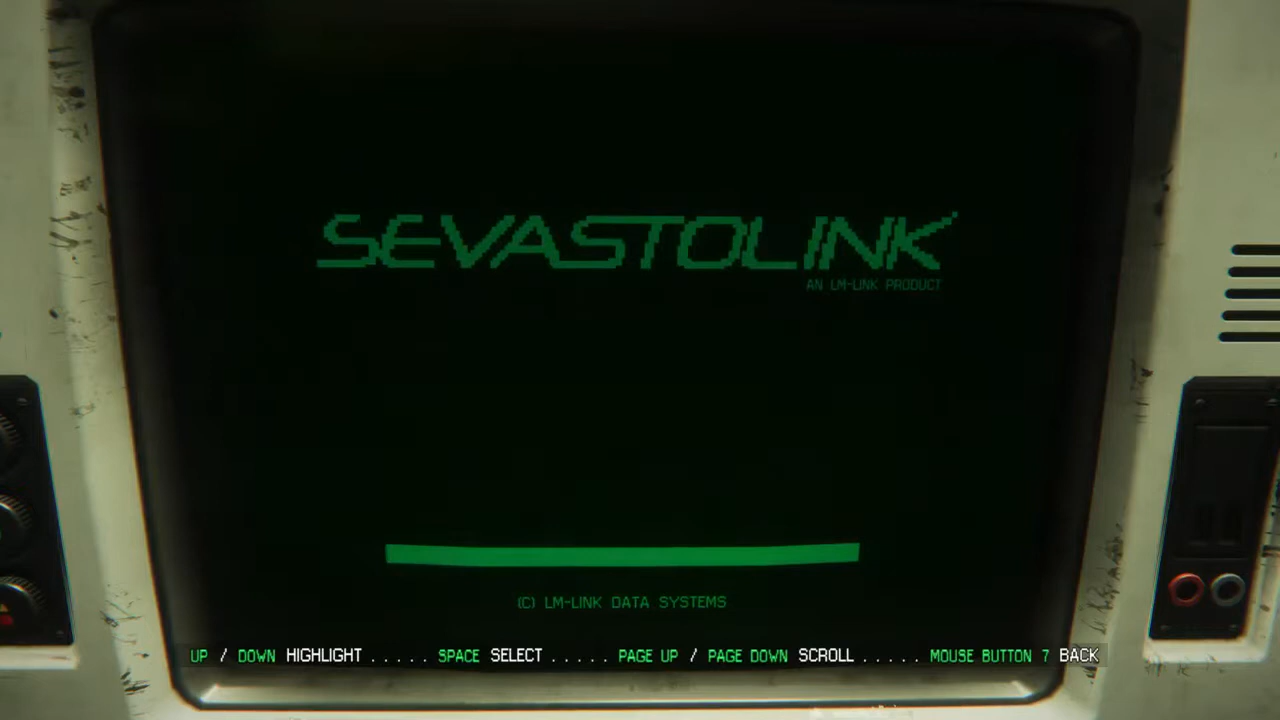 SEVASTOLINK
AN LM-LINK PRODUCT
(C) LM-LINK DATA SYSTEMS
UP / DOWN HIGHLIGHT ..... SPACE SELECT ..... PAGE UP / PAGE DOWN SCROLL ..... MOUSE BUTTON 7 BACK